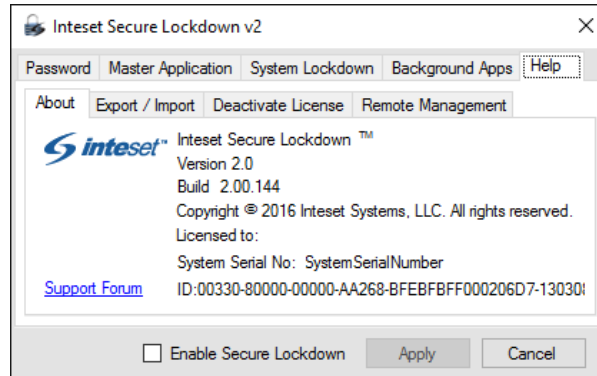 Inteset Secure Lockdown v2
Password Master Application System Lockdown Background Apps Help
About Export / Import Deactivate License Remote Management
inteset™
Inteset Secure Lockdown ™
Version 2.0
Build 2.00.144
Copyright © 2016 Inteset Systems, LLC. All rights reserved.
Licensed to:
System Serial No: SystemSerialNumber
Support Forum ID:00330-80000-00000-AA268-BFEBFBFF000206D7-130308
Enable Secure Lockdown Apply Cancel